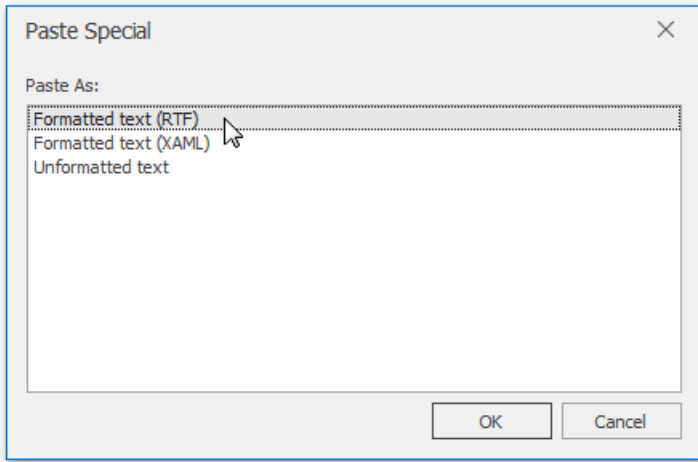 Paste Special
Paste As:
Formatted text (RTF)
Formatted text (XAML)
Unformatted text
OK
Cancel